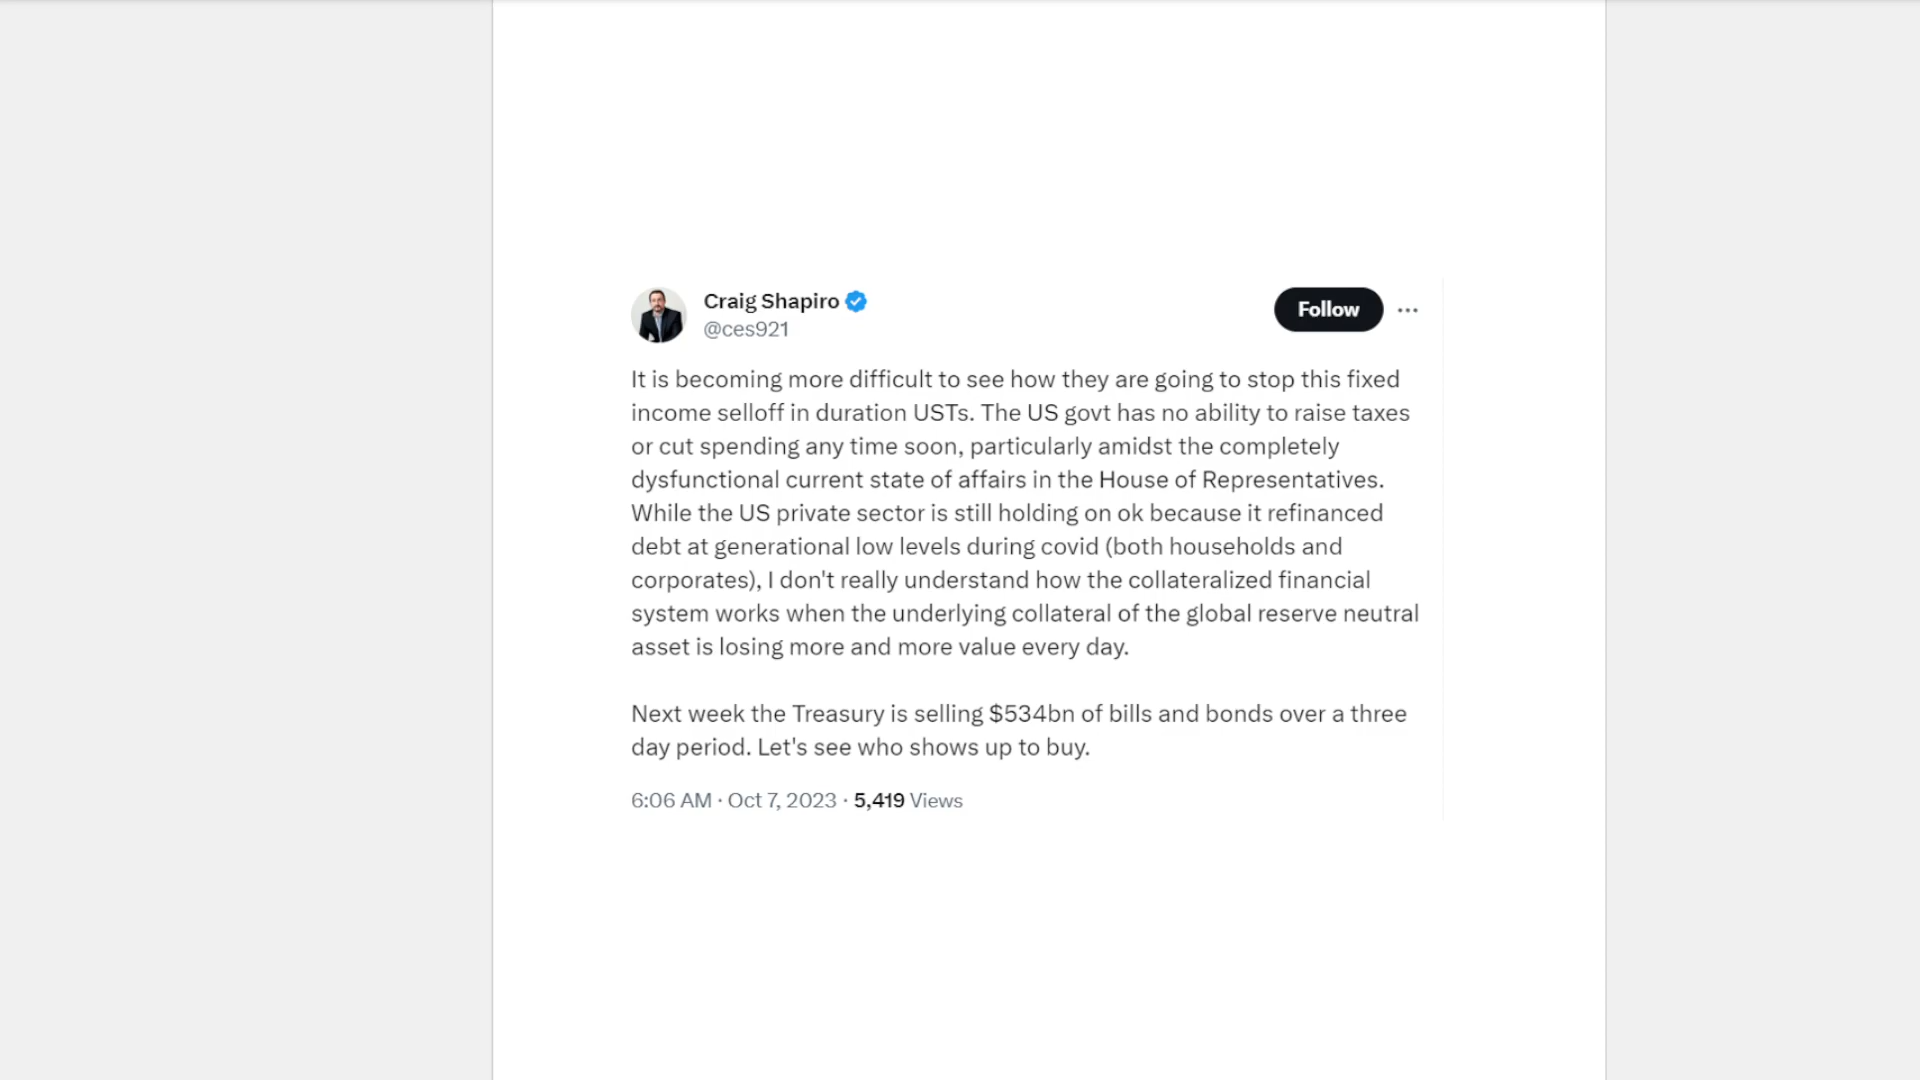 Craig Shapiro
@ces921
Follow
It is becoming more difficult to see how they are going to stop this fixed
income selloff in duration USTs. The US govt has no ability to raise taxes
or cut spending any time soon, particularly amidst the completely
dysfunctional current state of affairs in the House of Representatives.
While the US private sector is still holding on ok because it refinanced
debt at generational low levels during covid (both households and
corporates), I don't really understand how the collateralized financial
system works when the underlying collateral of the global reserve neutral
asset is losing more and more value every day.
Next week the Treasury is selling $534bn of bills and bonds over a three
day period. Let's see who shows up to buy.
6:06 AM · Oct 7, 2023 · 5,419 Views